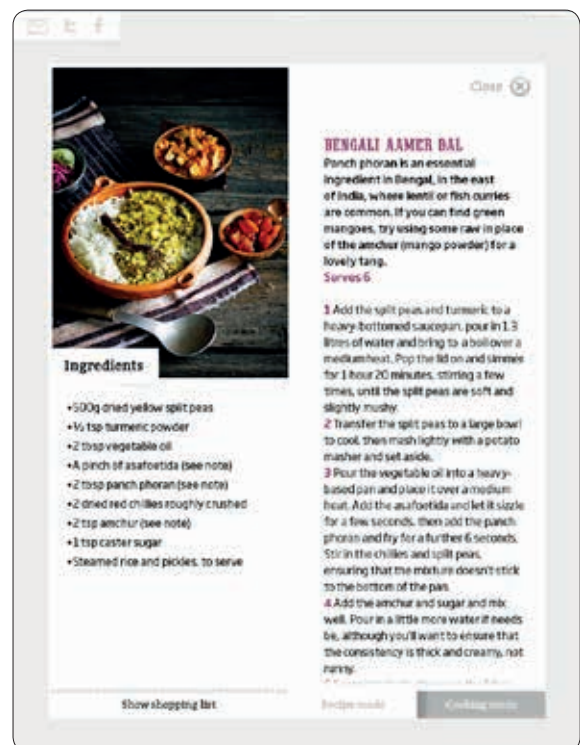 Close
BENGALI AAMER DAL
Panch phoran is an essential
ingredient in Bengal, in the east
of India, where lentil or fish curries
are common. If you can find green
mangoes, try using some raw in place
of the amchur (mango powder) for a
lovely tang.
Serves 6
1 Add the split peas and turmeric to a
heavy-bottomed saucepan, pour in 1.3
litres of water and bring to a boil over a
medium heat. Pop the lid on and simmer
for 1 hour 20 minutes, stirring a few
times, until the split peas are soft and
slightly mushy.
2 Transfer the split peas to a large bowl
to cool, then mash lightly with a potato
masher and set aside.
3 Pour the vegetable oil into a heavy-
based pan and place it over a medium
heat. Add the asafoetida and let it sizzle
for a few seconds, then add the panch
phoran and fry for a further 6 seconds.
Stir in the chillies and split peas,
ensuring that the mixture doesn't stick
to the bottom of the pan.
4 Add the amchur and sugar and mix
well. Pour in a little more water if needs
be, although you'll want to ensure that
the consistency is thick and creamy, not
runny.
Ingredients
•500g dried yellow split peas
•½ tsp turmeric powder
•2 tbsp vegetable oil
•A pinch of asafoetida (see note)
•2 tbsp panch phoran (see note)
•2 dried red chillies roughly crushed
•2 tsp amchur (see note)
•1 tsp caster sugar
•Steamed rice and pickles, to serve
Show shopping list
Recipe mode
Cooking mode